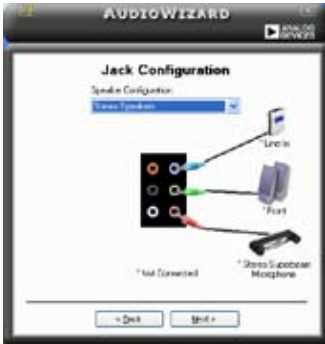 AUDIOWIZARD
ANALOG
DEVICES
Jack Configuration
Speaker Configuration:
Stereo Speakers
*Line In
*Front
*Not Connected
*Stereo Superbeam
Microphone
< Back
Next >